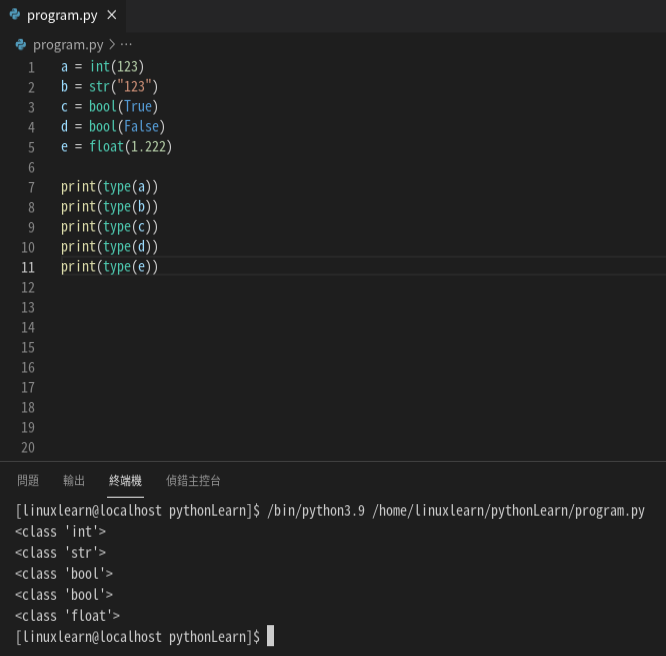 program.py ×
program.py > ...
1 a = int(123)
2 b = str("123")
3 c = bool(True)
4 d = bool(False)
5 e = float(1.222)
6
7 print(type(a))
8 print(type(b))
9 print(type(c))
10 print(type(d))
11 print(type(e))
12
13
14
15
16
17
18
19
20
問題 輸出 終端機 偵錯主控台
[linuxlearn@localhost pythonLearn]$ /bin/python3.9 /home/linuxlearn/pythonLearn/program.py
<class 'int'>
<class 'str'>
<class 'bool'>
<class 'bool'>
<class 'float'>
[linuxlearn@localhost pythonLearn]$